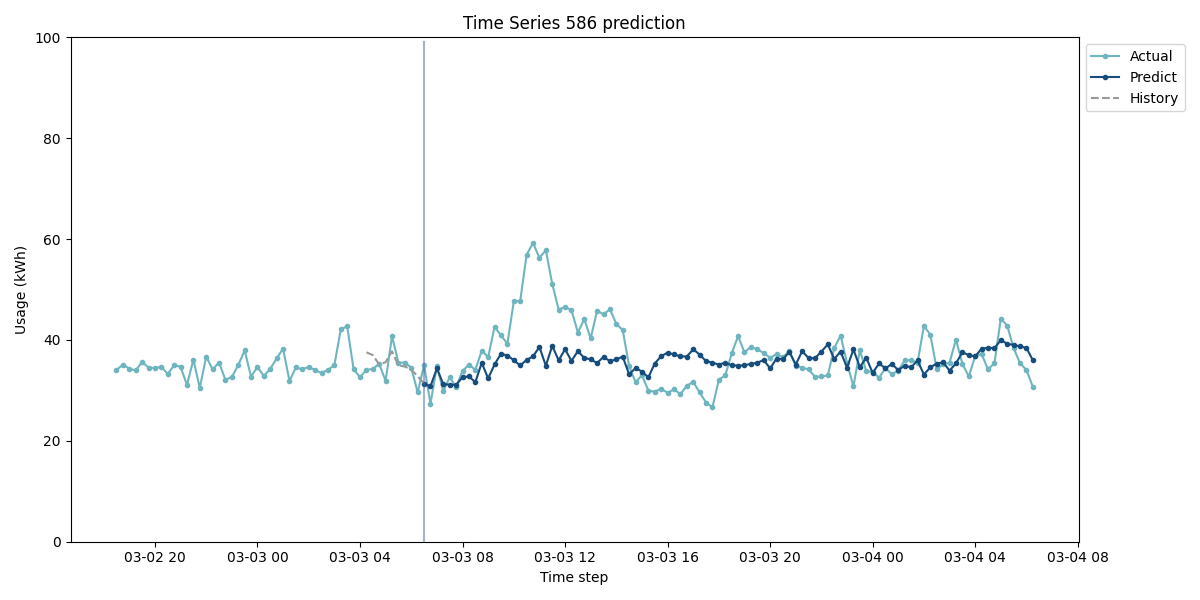 Time Series 586 prediction
100
80
60
40
20
0
Usage (kWh)
03-02 20
03-03 00
03-03 04
03-03 08
03-03 12
03-03 16
03-03 20
03-04 00
03-04 04
03-04 08
Time step
Actual
Predict
History